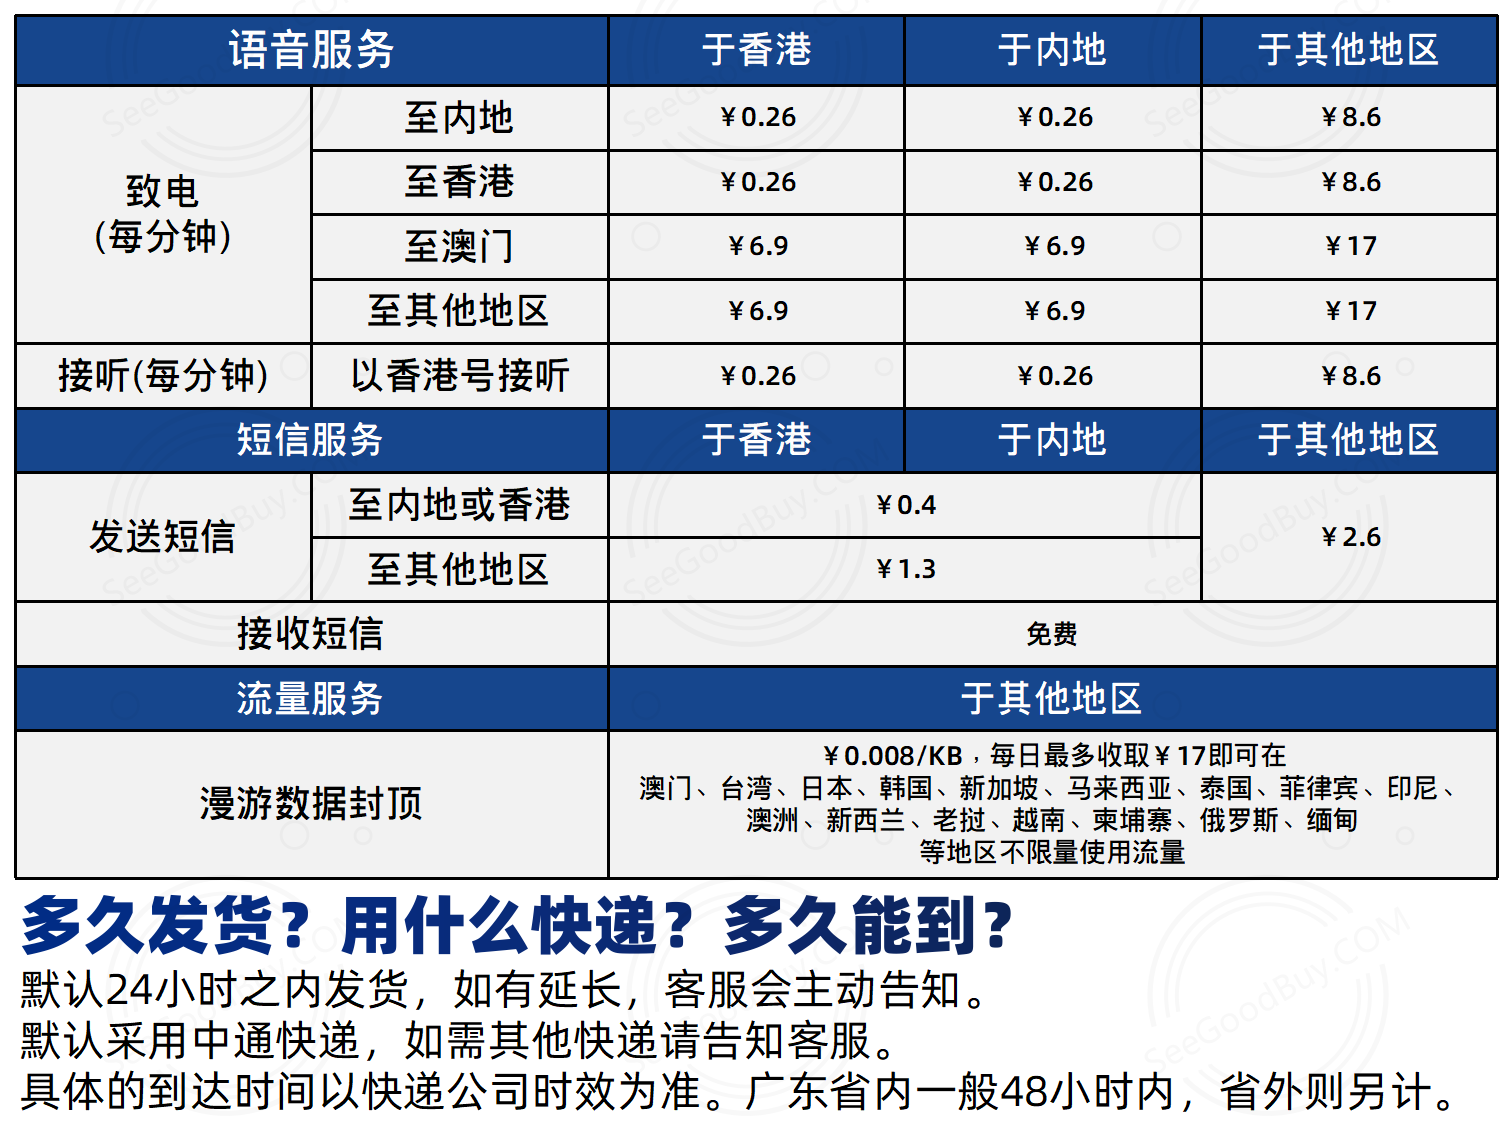 语音服务 于香港 于内地 于其他地区
致电
(每分钟)
至内地 ¥0.26 ¥0.26 ¥8.6
至香港 ¥0.26 ¥0.26 ¥8.6
至澳门 ¥6.9 ¥6.9 ¥17
至其他地区 ¥6.9 ¥6.9 ¥17
接听(每分钟) 以香港号接听 ¥0.26 ¥0.26 ¥8.6
短信服务 于香港 于内地 于其他地区
发送短信
至内地或香港 ¥0.4
¥2.6
至其他地区 ¥1.3
接收短信 免费
流量服务 于其他地区
漫游数据封顶
¥0.008/KB，每日最多收取¥17即可在
澳门、台湾、日本、韩国、新加坡、马来西亚、泰国、菲律宾、印尼、
澳洲、新西兰、老挝、越南、柬埔寨、俄罗斯、缅甸
等地区不限量使用流量
多久发货？用什么快递？多久能到？
默认24小时之内发货，如有延长，客服会主动告知。
默认采用中通快递，如需其他快递请告知客服。
具体的到达时间以快递公司时效为准。广东省内一般48小时内，省外则另计。
SeeGoodBuy.COM
SeeGoodBuy.COM
SeeGoodBuy.COM
SeeGoodBuy.COM